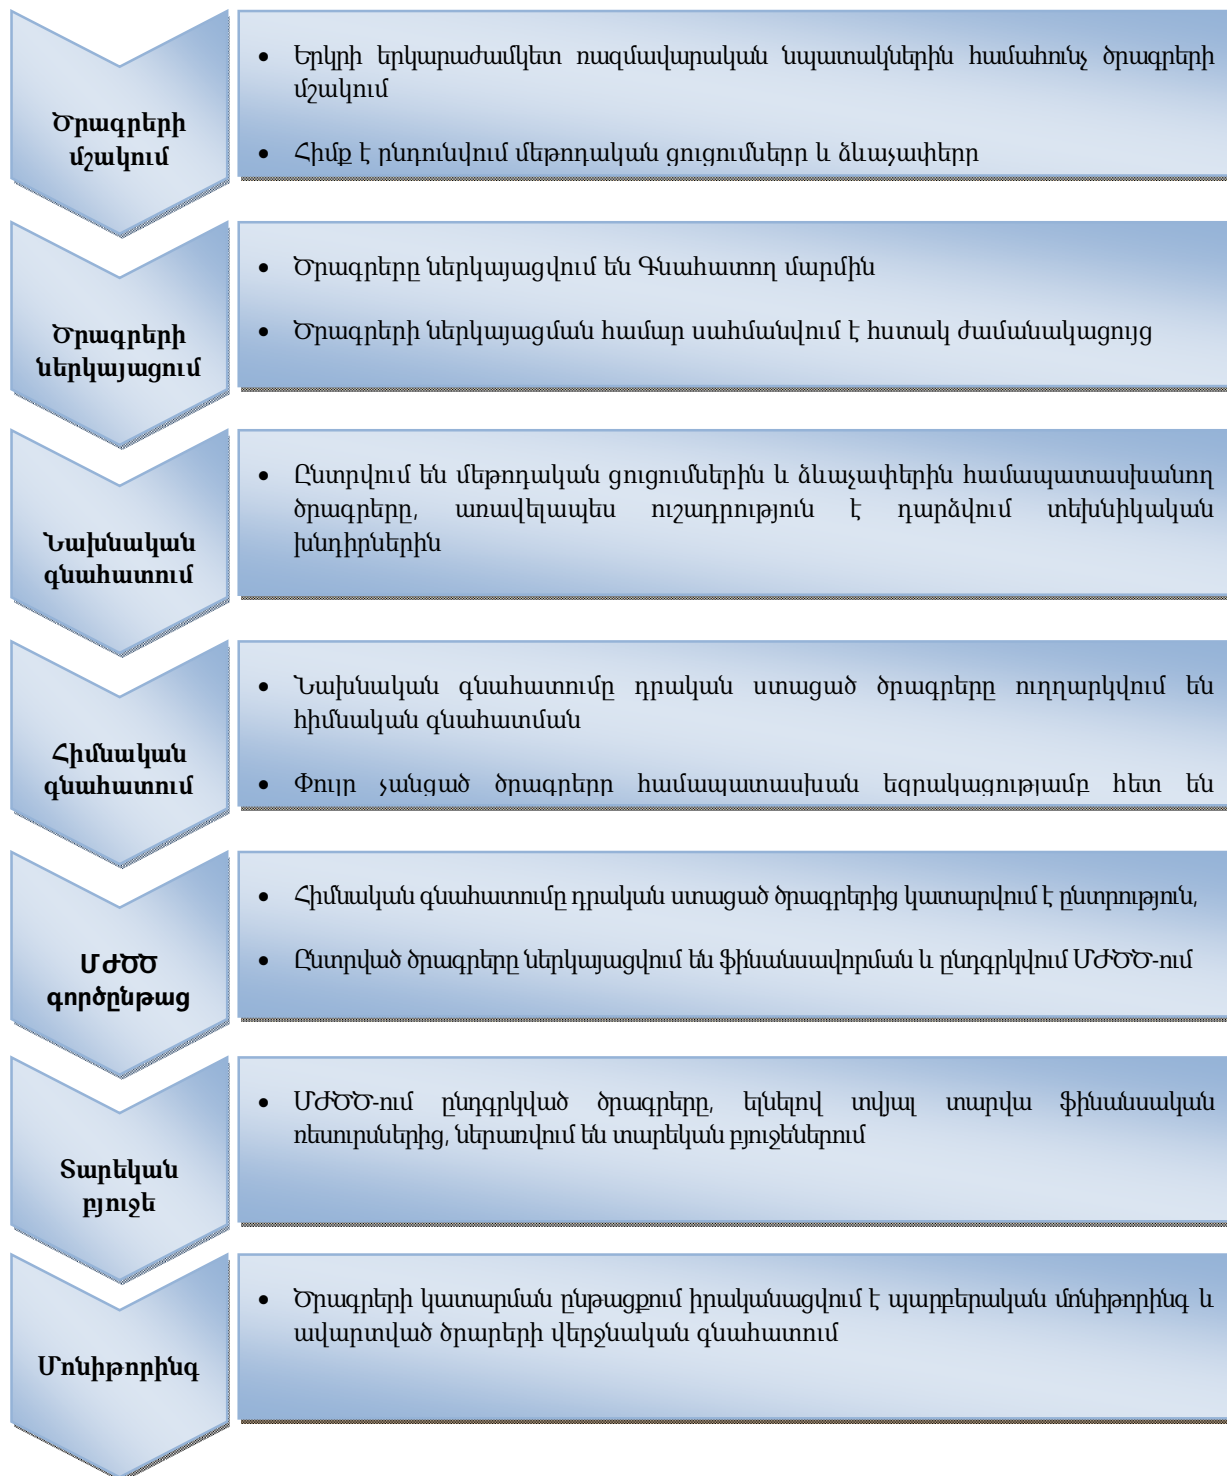 Ծրագրերի
մշակում
• Երկրի երկարաժամկետ ռազմավարական նպատակներին համահունչ ծրագրերի
մշակում
• Հիմք է ընդունվում մեթոդական ցուցումները և ձևաչափերը
Ծրագրերի
ներկայացում
• Ծրագրերը ներկայացվում են Գնահատող մարմին
• Ծրագրերի ներկայացման համար սահմանվում է հստակ ժամանակացույց
Նախնական
գնահատում
• Ընտրվում են մեթոդական ցուցումներին և ձևաչափերին համապատասխանող
ծրագրերը, առավելապես ուշադրություն է դարձվում տեխնիկական
խնդիրներին
Հիմնական
գնահատում
• Նախնական գնահատումը դրական ստացած ծրագրերը ուղղարկվում են
հիմնական գնահատման
• Փուլը չանցած ծրագրերը համապատասխան եզրակացությամբ հետ են
ՄԺԾԾ
գործընթաց
• Հիմնական գնահատումը դրական ստացած ծրագրերից կատարվում է ընտրություն,
• Ընտրված ծրագրերը ներկայացվում են ֆինանսավորման և ընդգրկվում ՄԺԾԾ-ում
Տարեկան
բյուջե
• ՄԺԾԾ-ում ընդգրկված ծրագրերը, ելնելով տվյալ տարվա ֆինանսական
ռեսուրսներից, ներառվում են տարեկան բյուջեներում
Մոնիթորինգ
• Ծրագրերի կատարման ընթացքում իրականացվում է պարբերական մոնիթորինգ և
ավարտված ծրարերի վերջնական գնահատում